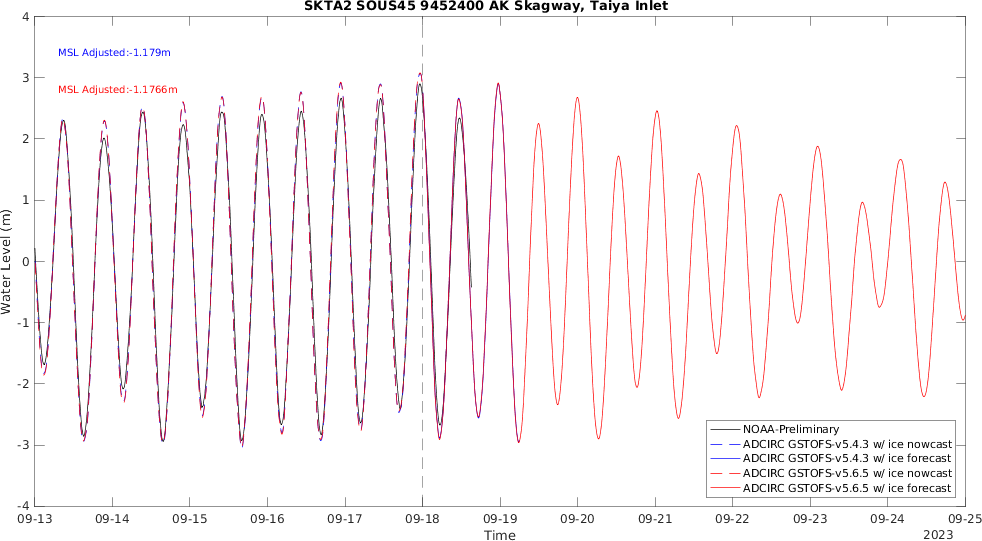 SKTA2 SOUS45 9452400 AK Skagway, Taiya Inlet
4
3
2
1
0
-1
-2
-3
-4
Water Level (m)
MSL Adjusted:-1.179m
MSL Adjusted:-1.1766m
NOAA-Preliminary
ADCIRC GSTOFS-v5.4.3 w/ ice nowcast
ADCIRC GSTOFS-v5.4.3 w/ ice forecast
ADCIRC GSTOFS-v5.6.5 w/ ice nowcast
ADCIRC GSTOFS-v5.6.5 w/ ice forecast
09-13 09-14 09-15 09-16 09-17 09-18 09-19 09-20 09-21 09-22 09-23 09-24 09-25
Time
2023